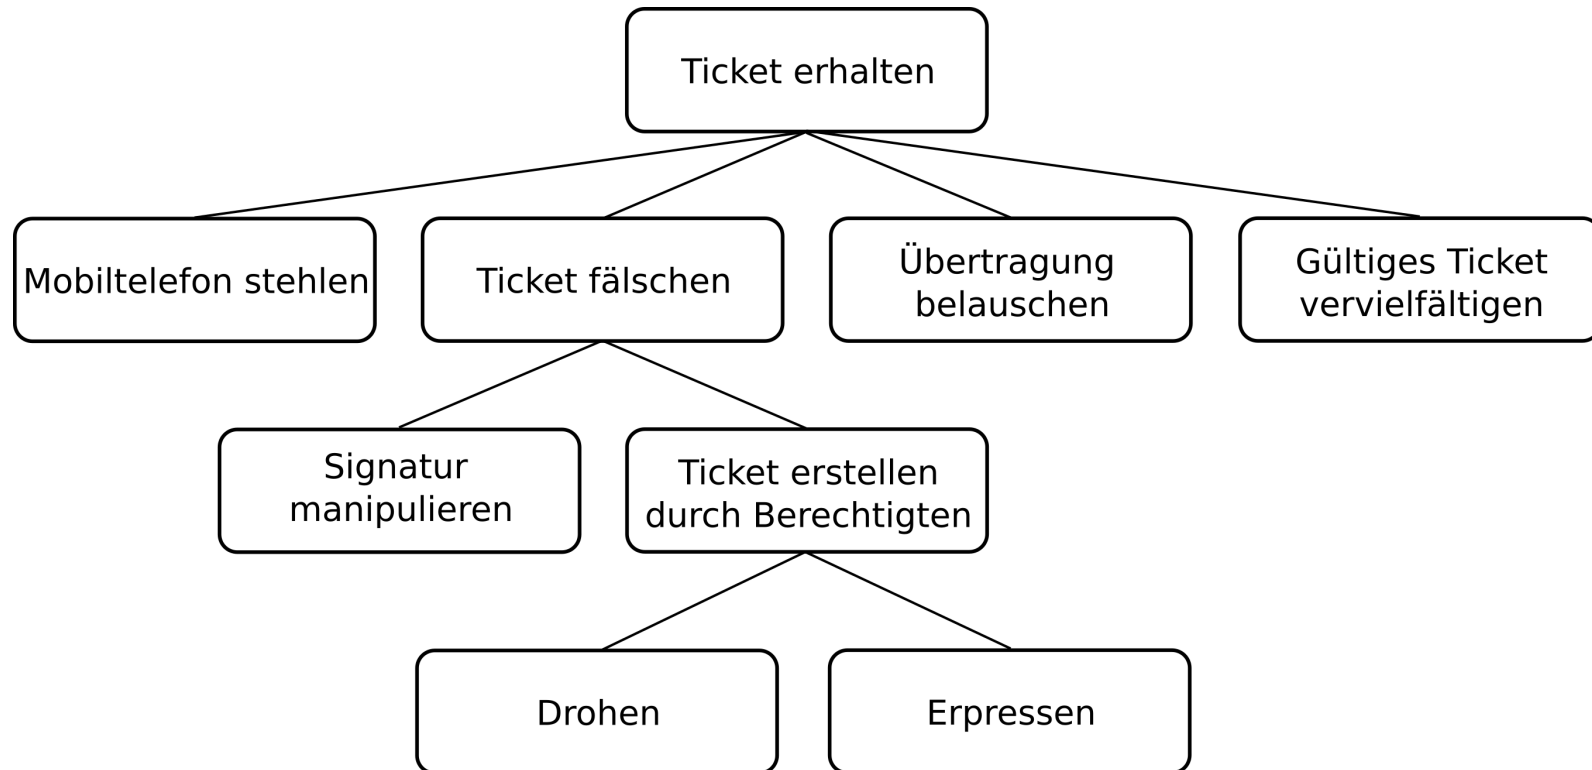 Ticket erhalten
Mobiltelefon stehlen
Ticket fälschen
Übertragung
belauschen
Gültiges Ticket
vervielfältigen
Signatur
manipulieren
Ticket erstellen
durch Berechtigten
Drohen
Erpressen